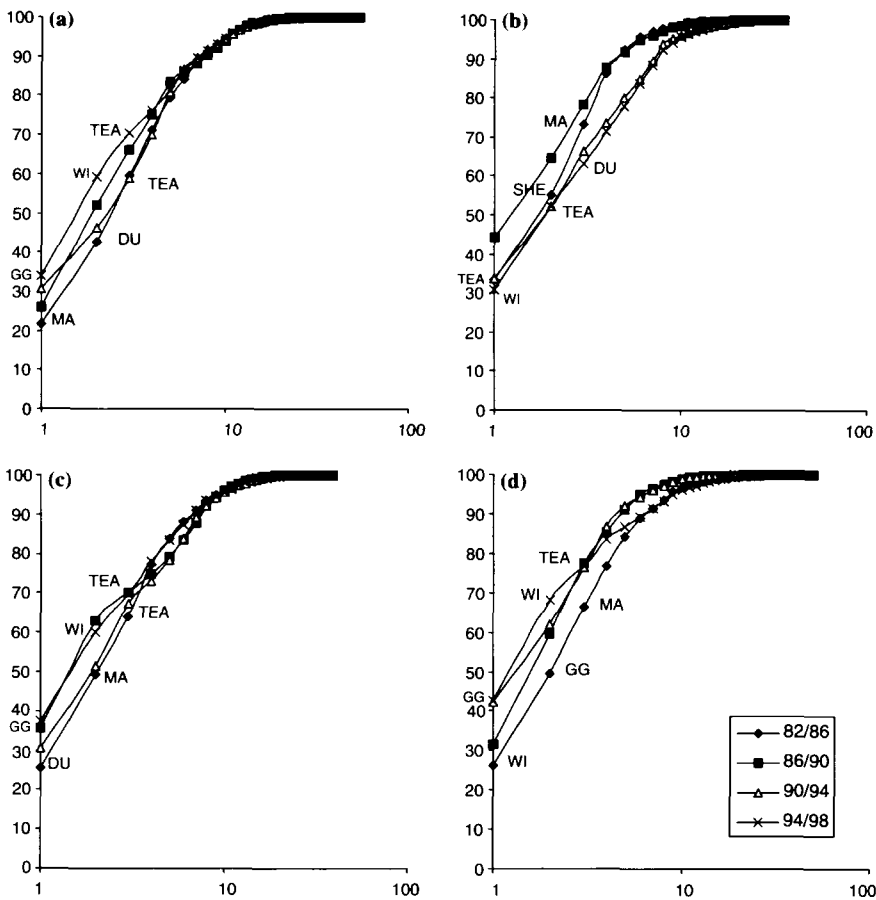 (a)
100
90
80
70
60
50
40
30
20
10
0
1
10
100
TEA
WI
TEA
DU
GG
MA
(b)
100
90
80
70
60
50
40
30
20
10
0
1
10
100
MA
SHE
DU
TEA
TEA
WI
(c)
100
90
80
70
60
50
40
30
20
10
0
1
10
100
TEA
TEA
WI
MA
GG
DU
(d)
100
90
80
70
60
50
40
30
20
10
0
1
10
100
TEA
WI
MA
GG
GG
WI
82/86
86/90
90/94
94/98